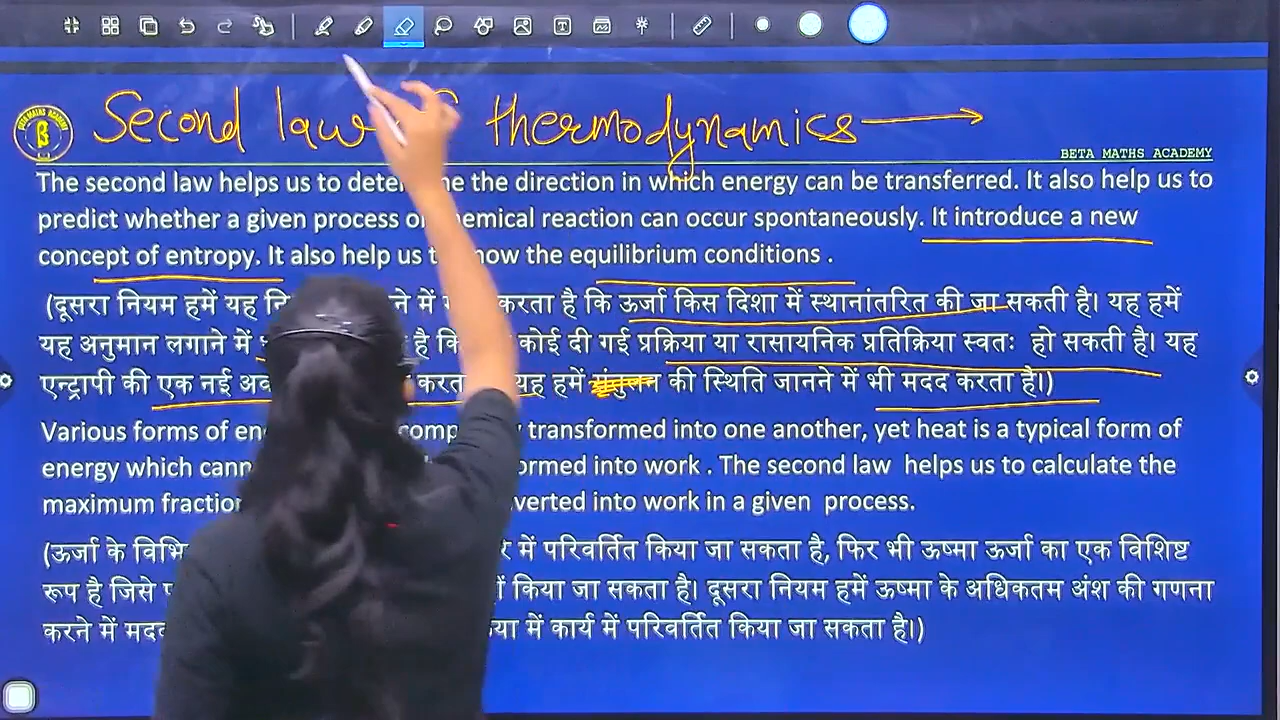 Second law of thermodynamics
BETA MATHS ACADEMY
The second law helps us to dete me the direction in which energy can be transferred. It also help us to
predict whether a given process o hemical reaction can occur spontaneously. It introduce a new
concept of entropy. It also help us t now the equilibrium conditions .
(दूसरा नियम हमें यह नि ने में करता है कि ऊर्जा किस दिशा में स्थानांतरित की जा सकती है। यह हमें
यह अनुमान लगाने में है कि कोई दी गई प्रक्रिया या रासायनिक प्रतिक्रिया स्वतः हो सकती है। यह
एन्ट्रापी की एक नई अव करता यह हमें संतुलन की स्थिति जानने में भी मदद करता है।)
Various forms of en comp y transformed into one another, yet heat is a typical form of
energy which cann ormed into work . The second law helps us to calculate the
maximum fraction verted into work in a given process.
(ऊर्जा के विभि रे में परिवर्तित किया जा सकता है, फिर भी ऊष्मा ऊर्जा का एक विशिष्ट
रूप है जिसे किया जा सकता है। दूसरा नियम हमें ऊष्मा के अधिकतम अंश की गणना
करने में मदद या में कार्य में परिवर्तित किया जा सकता है।)